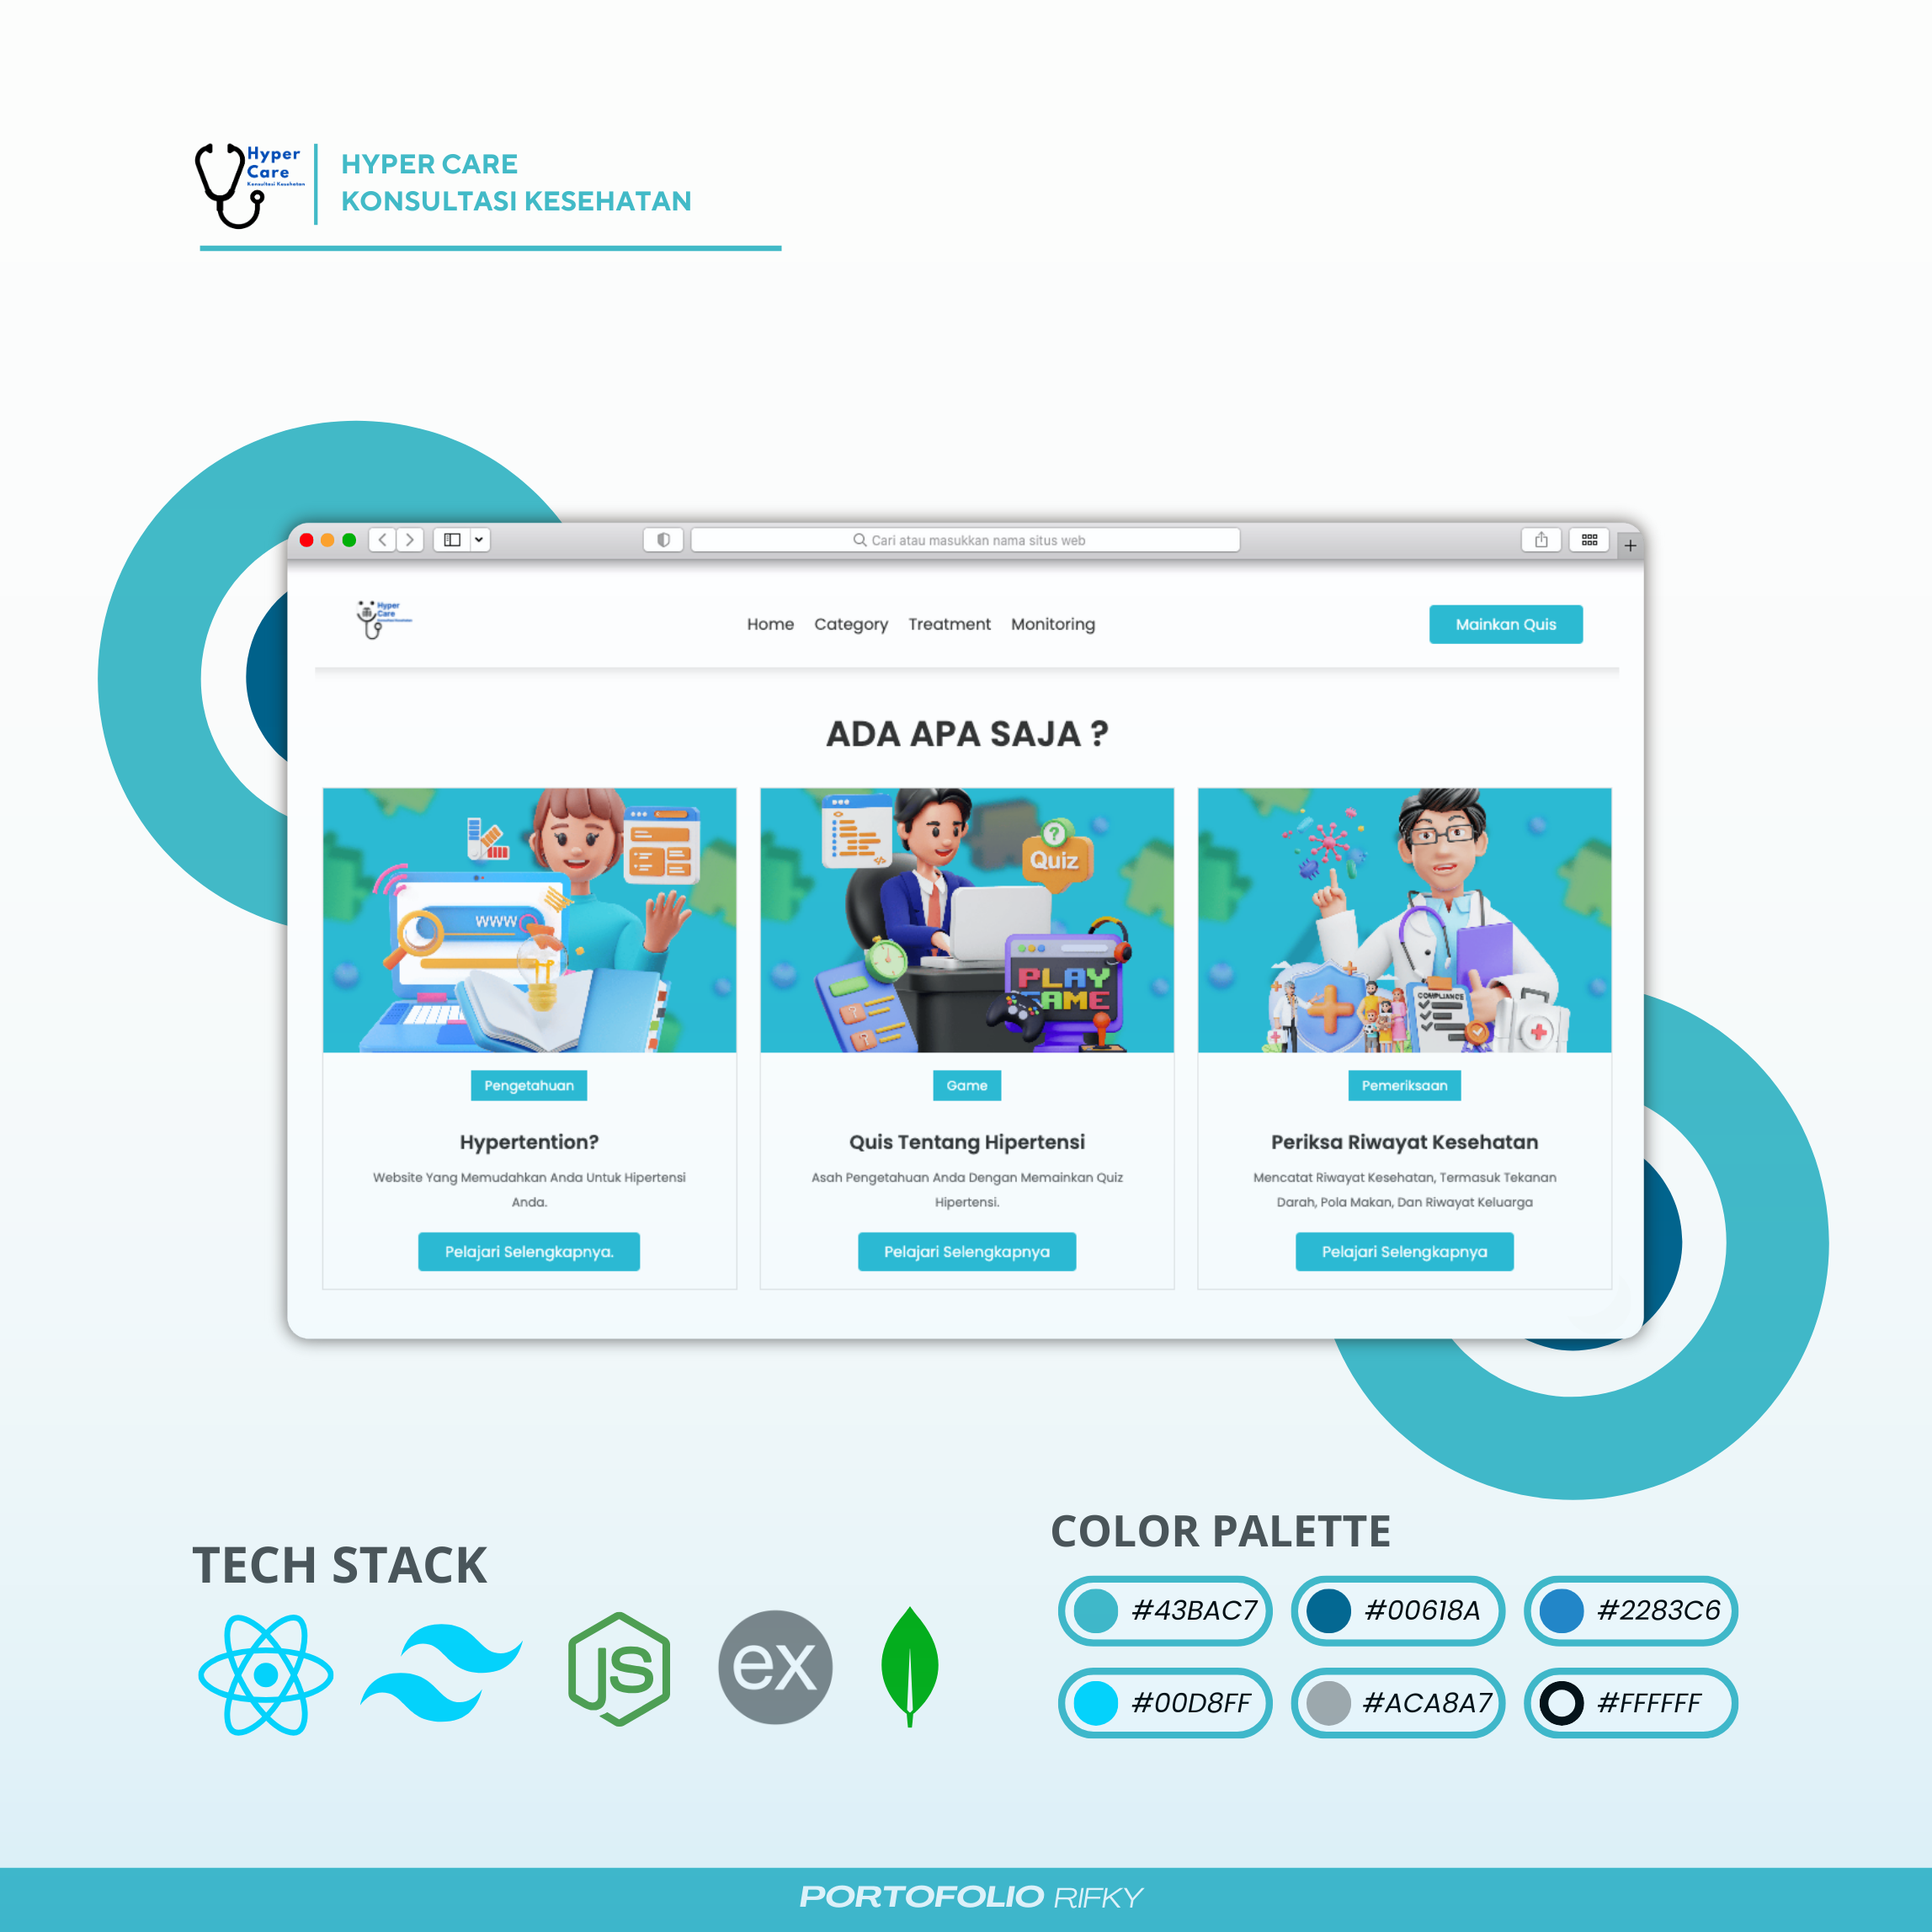 Hyper
Care
Konsultasi Kesehatan
HYPER CARE
KONSULTASI KESEHATAN
Cari atau masukkan nama situs web
Hyper
Care
Home Category Treatment Monitoring
Mainkan Quis
ADA APA SAJA ?
WWW
Quiz
PLAY
GAME
COMPLIANCE
Pengetahuan
Hypertention?
Website Yang Memudahkan Anda Untuk Hipertensi
Anda.
Pelajari Selengkapnya.
Game
Quis Tentang Hipertensi
Asah Pengetahuan Anda Dengan Memainkan Quiz
Hipertensi.
Pelajari Selengkapnya
Pemeriksaan
Periksa Riwayat Kesehatan
Mencatat Riwayat Kesehatan, Termasuk Tekanan
Darah, Pola Makan, Dan Riwayat Keluarga
Pelajari Selengkapnya
TECH STACK
JS
ex
COLOR PALETTE
#43BAC7
#00618A
#2283C6
#00D8FF
#ACA8A7
#FFFFFF
PORTOFOLIO RIFKY